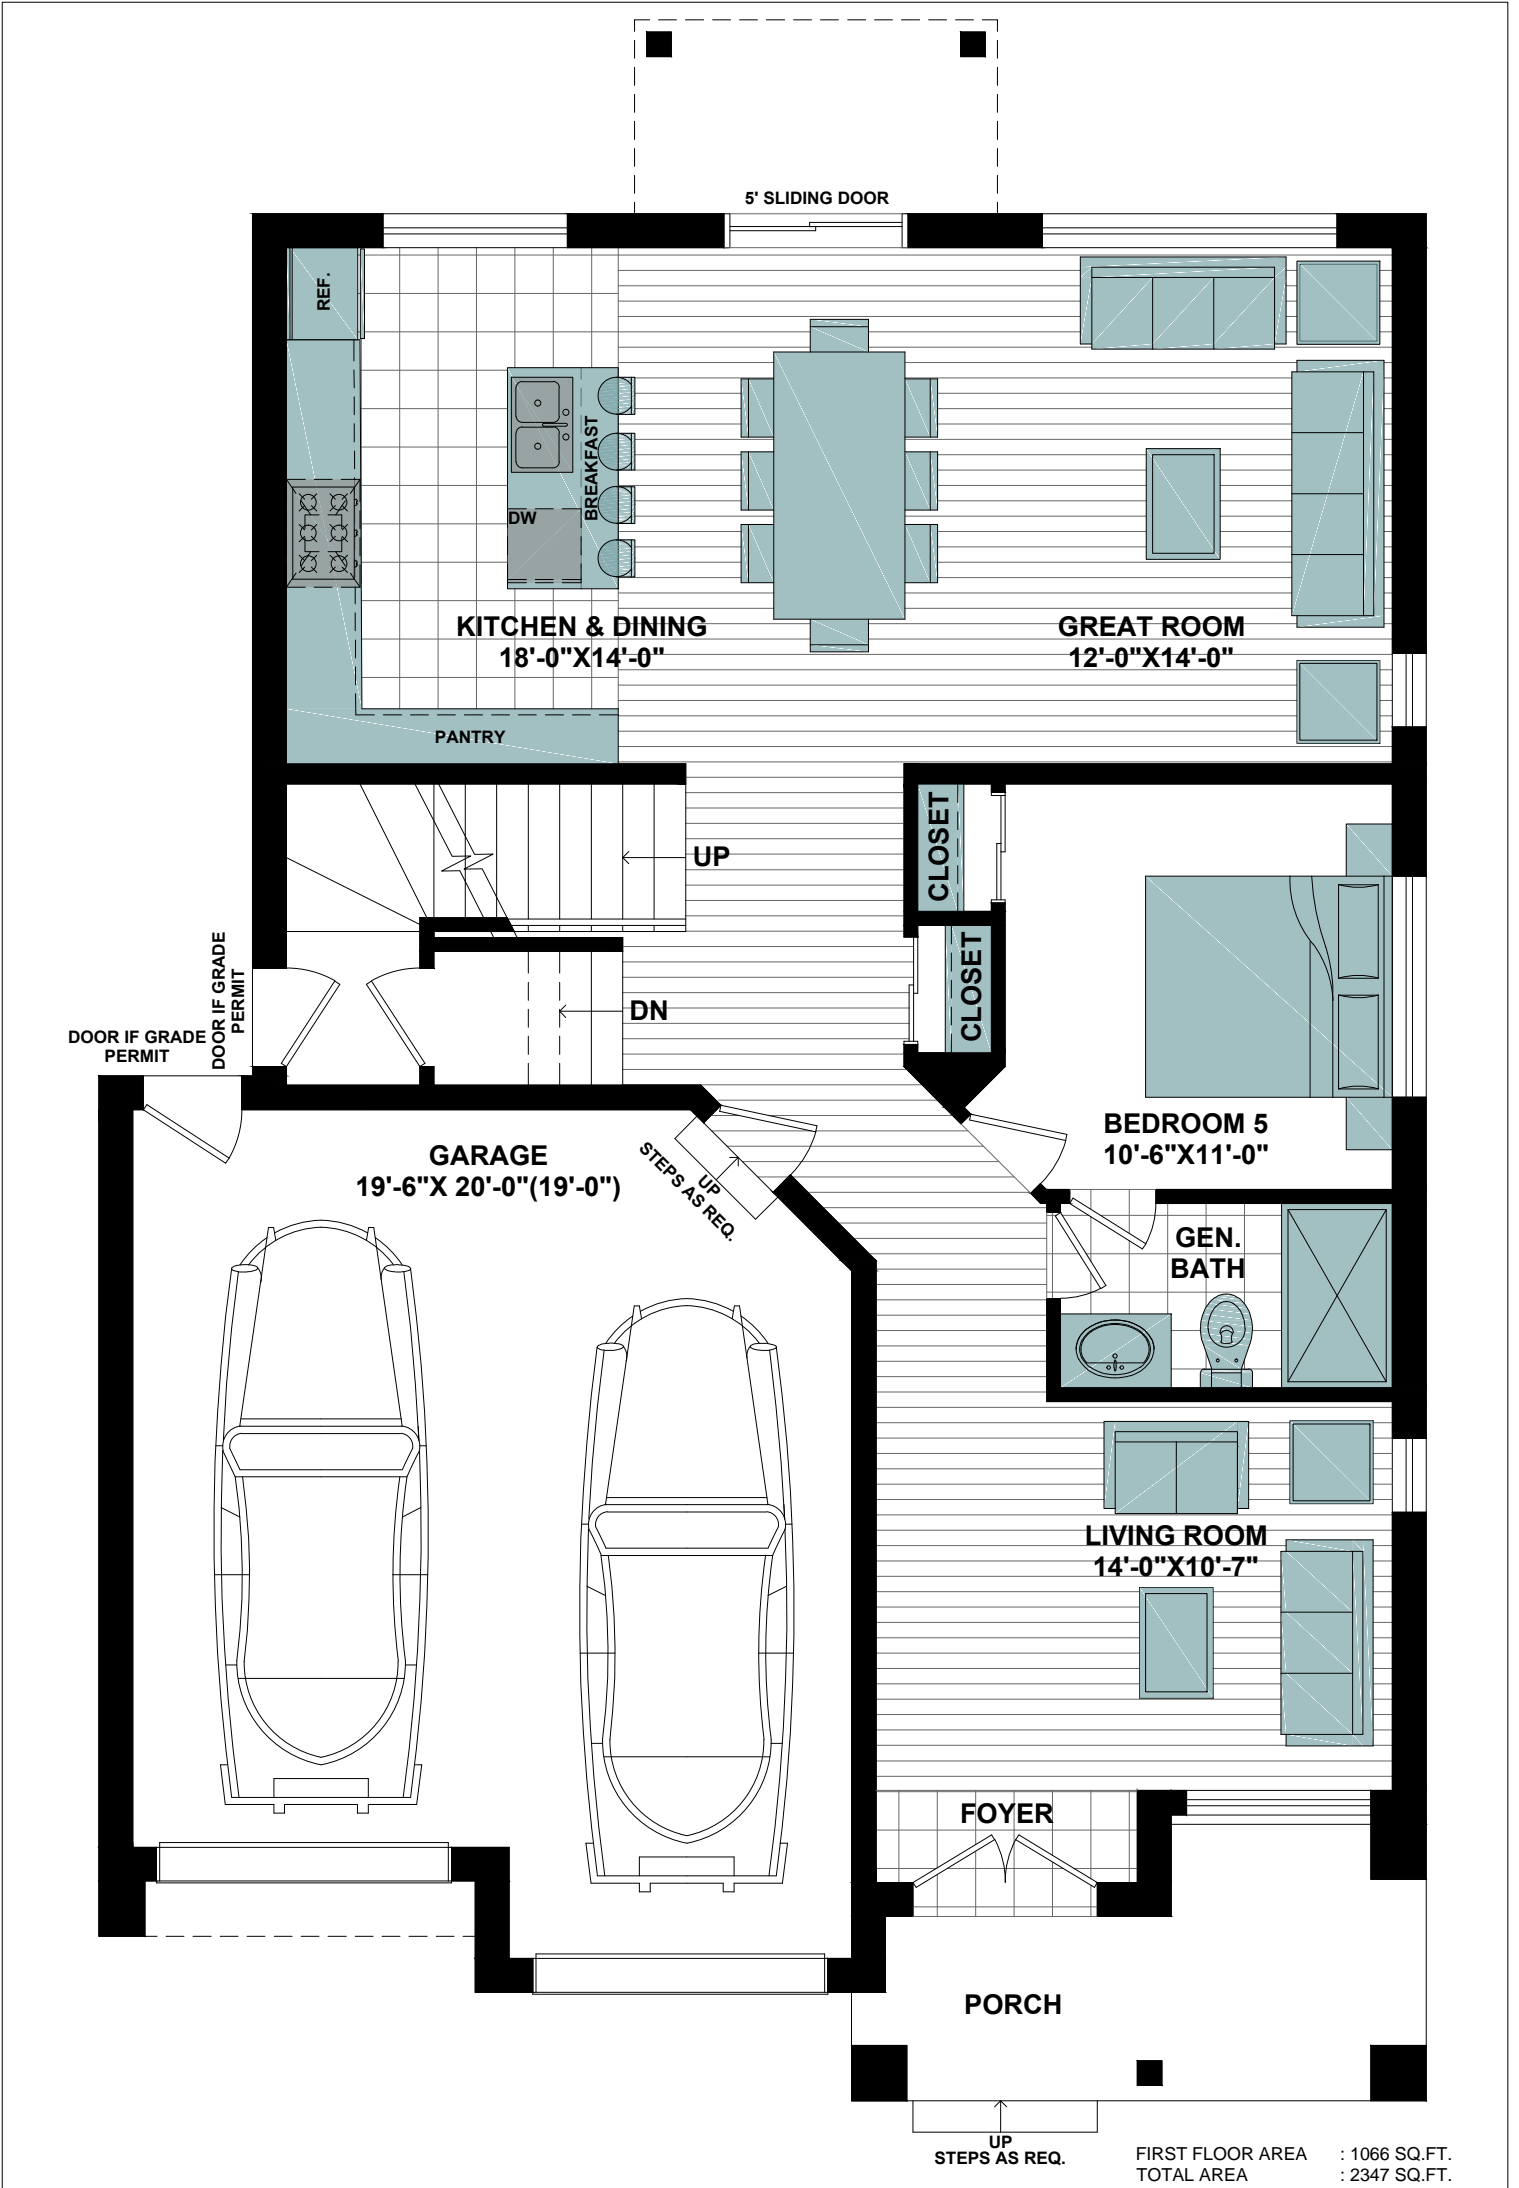 5' SLIDING DOOR
REF.
BREAKFAST
DW
KITCHEN & DINING
18'-0"X14'-0"
GREAT ROOM
12'-0"X14'-0"
PANTRY
UP
CLOSET
CLOSET
DN
DOOR IF GRADE
PERMIT
DOOR IF GRADE
PERMIT
BEDROOM 5
10'-6"X11'-0"
GARAGE
19'-6"X 20'-0"(19'-0")
UP
STEPS AS REQ.
GEN.
BATH
LIVING ROOM
14'-0"X10'-7"
FOYER
PORCH
UP
STEPS AS REQ.
FIRST FLOOR AREA : 1066 SQ.FT.
TOTAL AREA : 2347 SQ.FT.